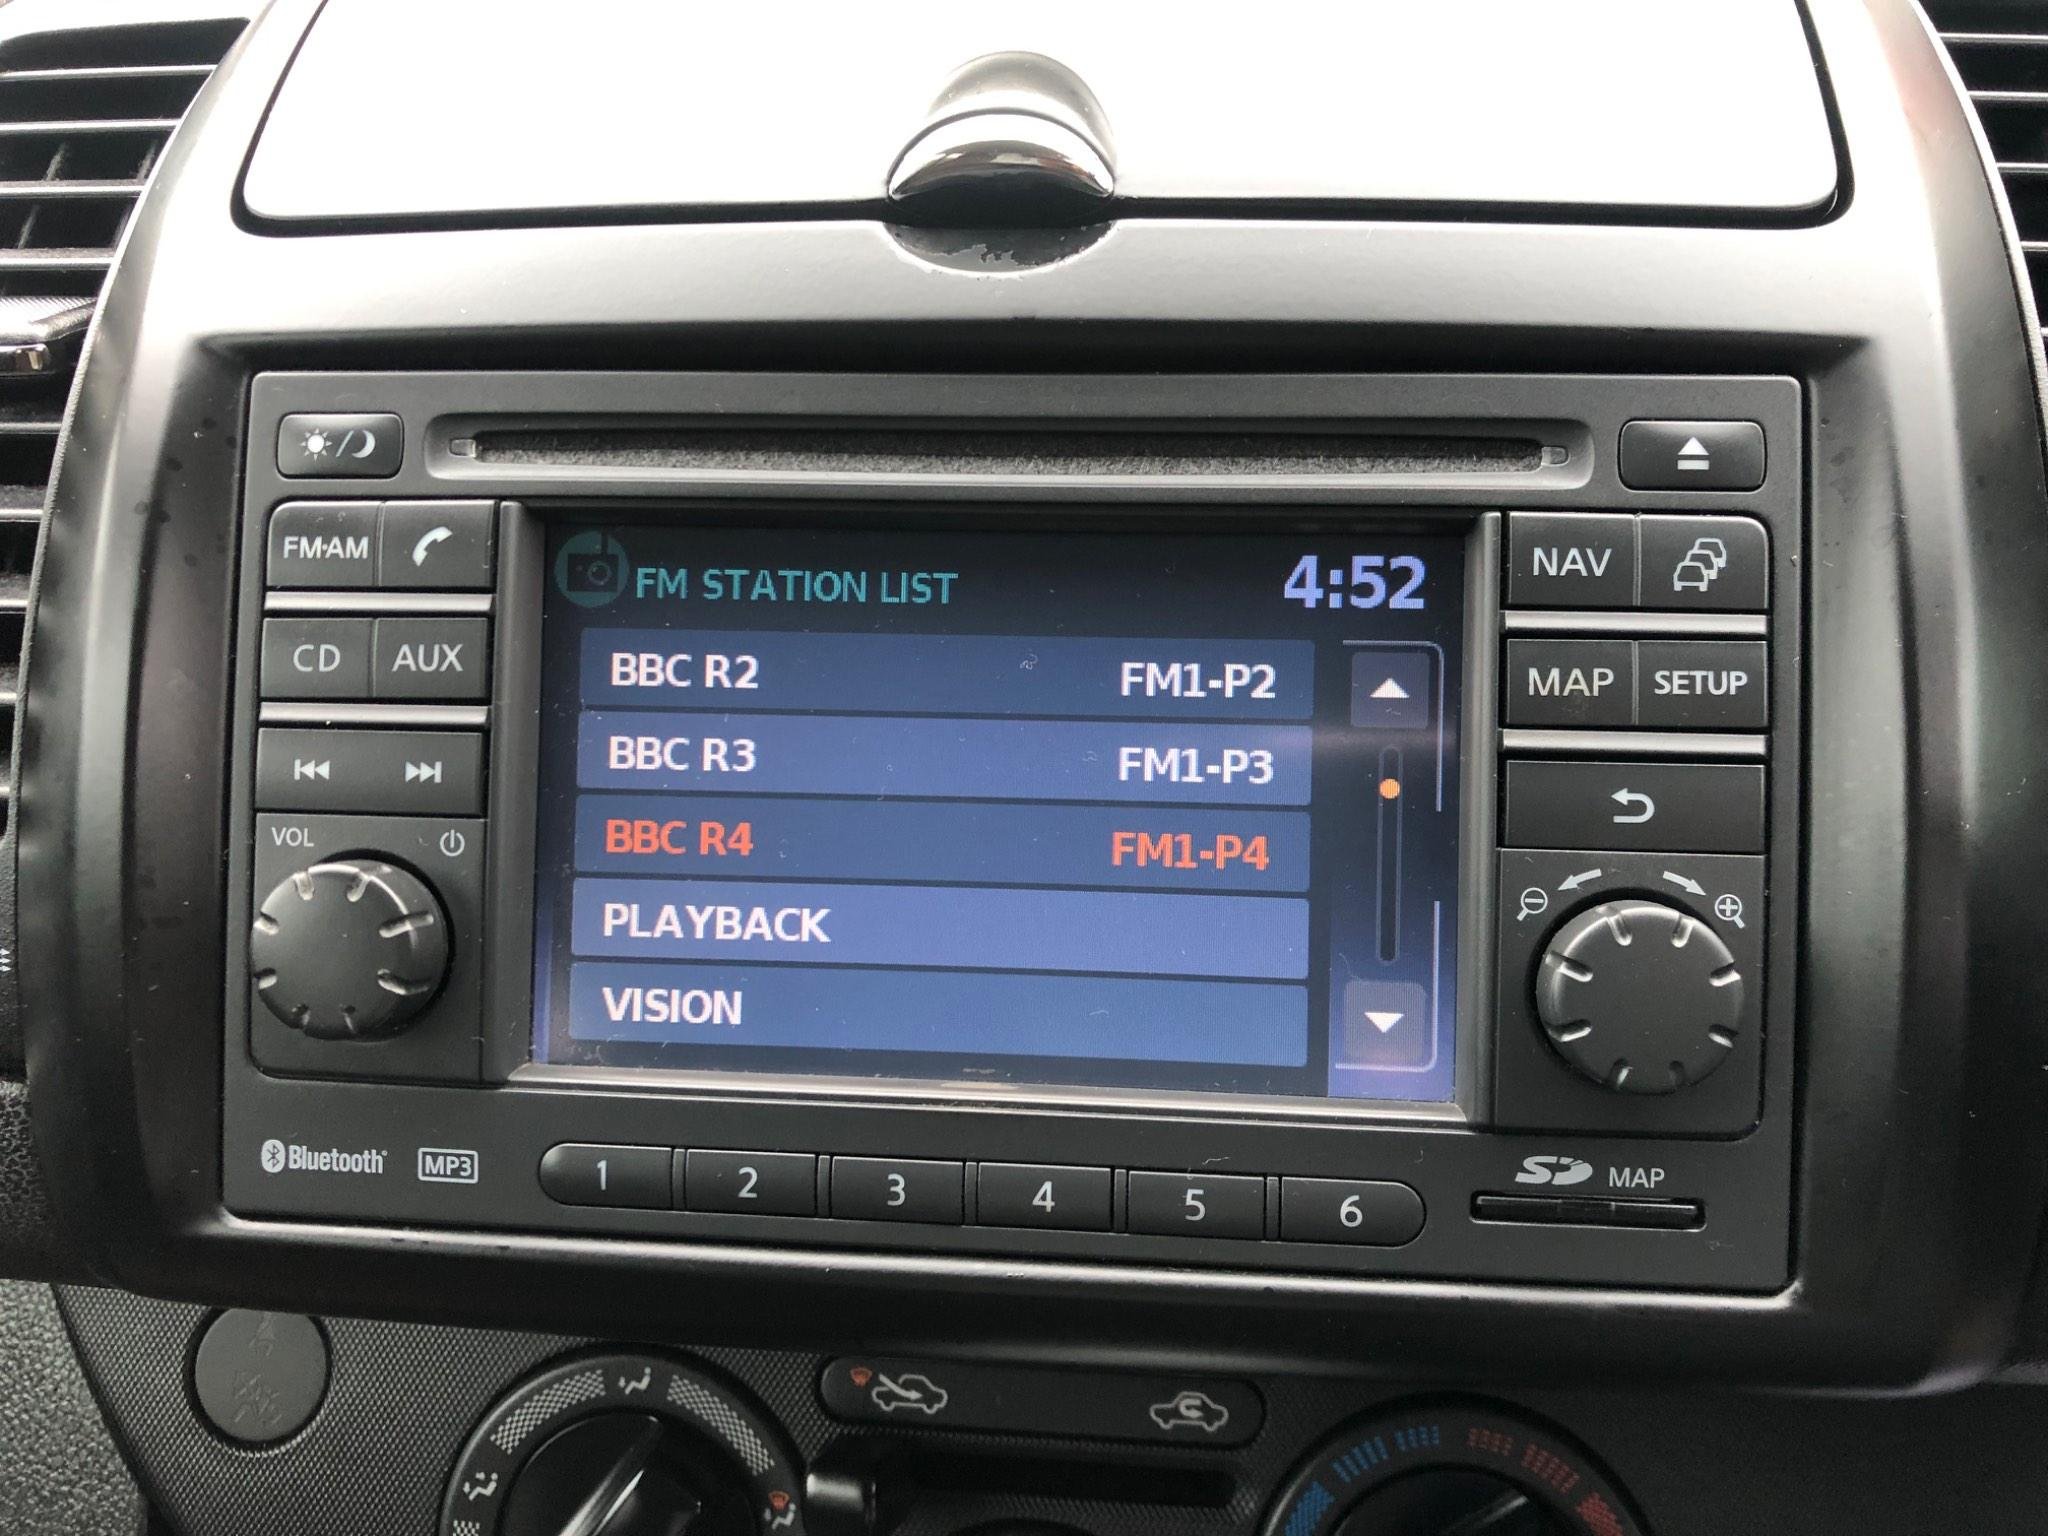 FM·AM
CD AUX
VOL
FM STATION LIST 4:52
BBC R2 FM1-P2
BBC R3 FM1-P3
BBC R4 FM1-P4
PLAYBACK
VISION
NAV
MAP SETUP
Bluetooth MP3
1 2 3 4 5 6
SD MAP